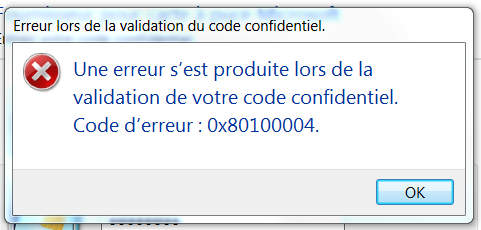 Erreur lors de la validation du code confidentiel.
Une erreur s’est produite lors de la
validation de votre code confidentiel.
Code d’erreur : 0x80100004.
OK